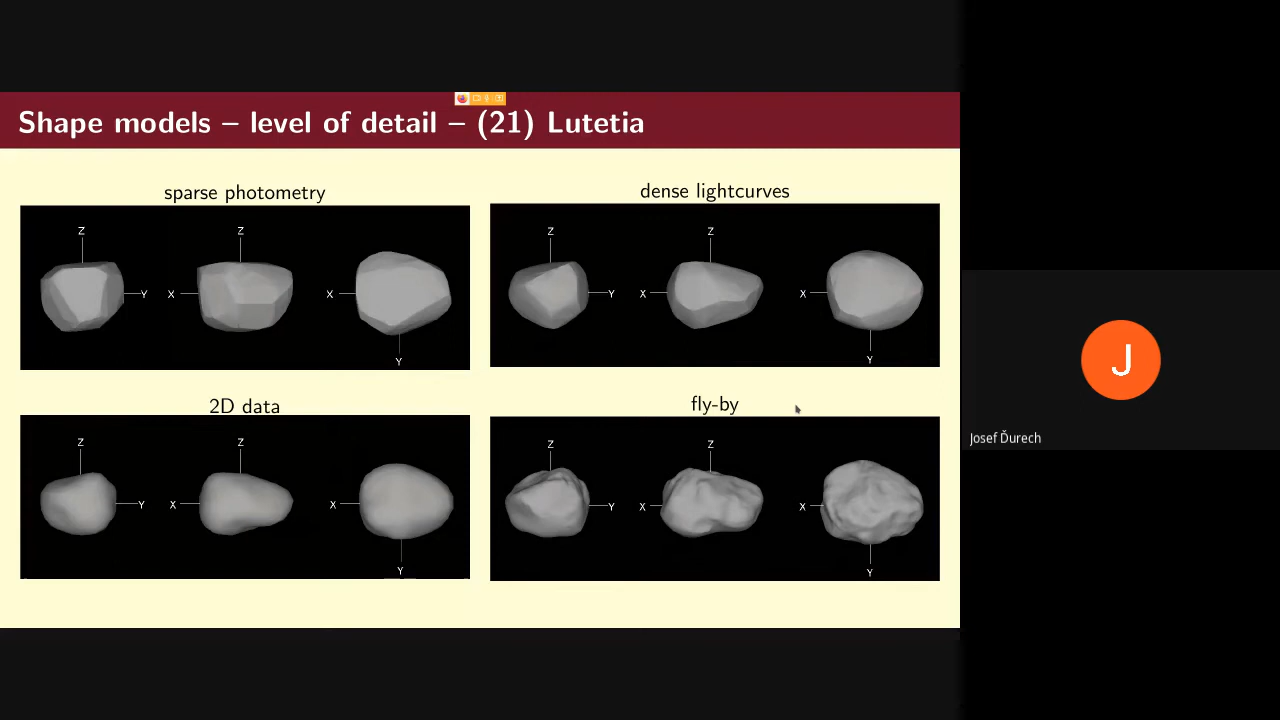 Shape models – level of detail – (21) Lutetia
sparse photometry
dense lightcurves
Z
Z
Y
X
X
Y
Z
Z
Y
X
X
Y
2D data
fly-by
Z
Z
Y
X
X
Y
Z
Z
Y
X
X
Y
J
Josef Ďurech